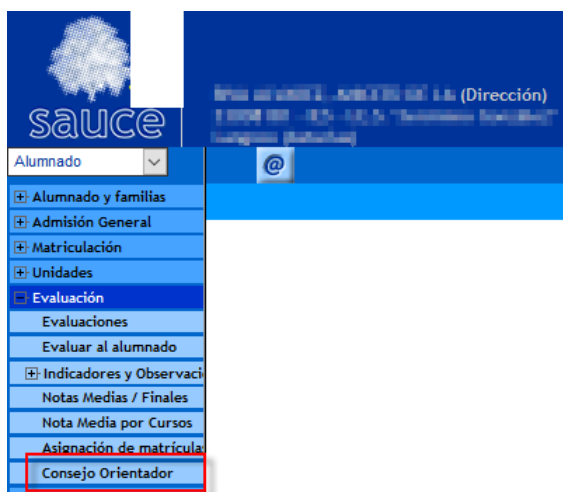 sauce
(Dirección)
Alumnado
@
Alumnado y familias
Admisión General
Matriculación
Unidades
Evaluación
Evaluaciones
Evaluar al alumnado
Indicadores y Observaci
Notas Medias / Finales
Nota Media por Cursos
Asignación de matrículas
Consejo Orientador